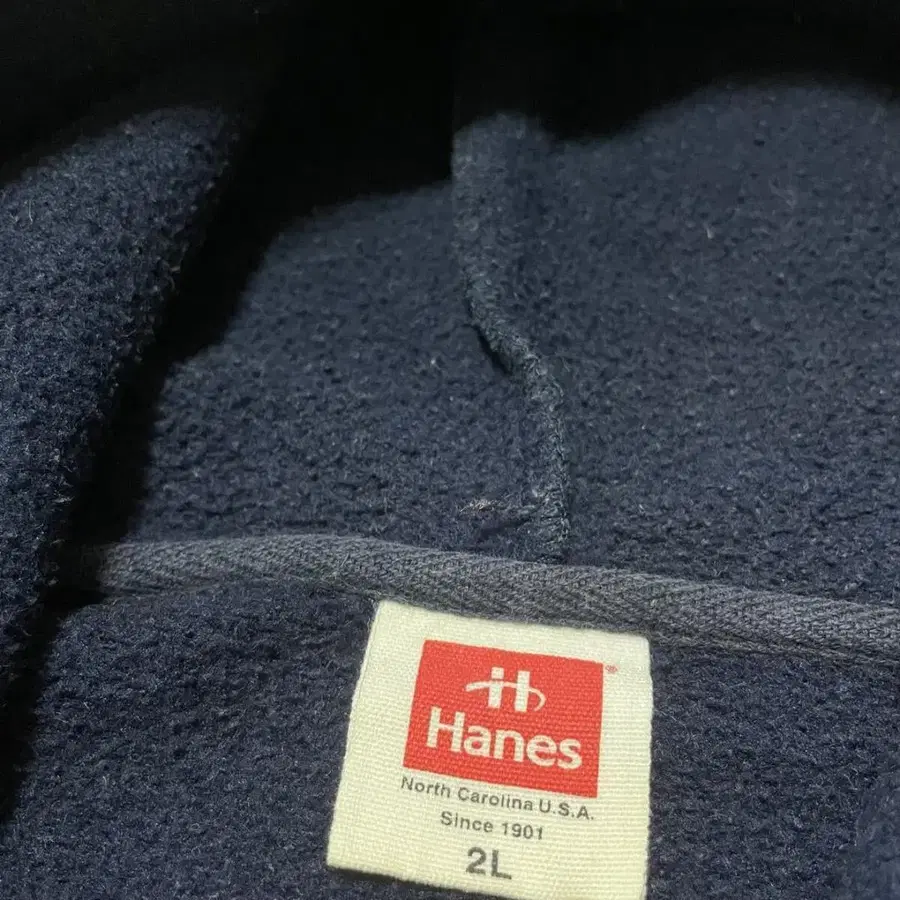 H
Hanes®
North Carolina U.S.A.
Since 1901
2L